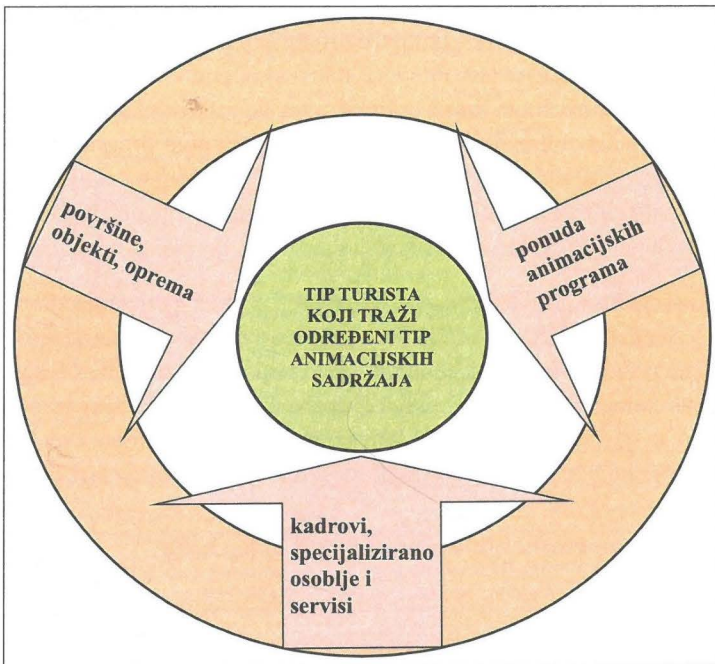 površine,
objekti, oprema
ponuda
animacijskih
programa
TIP TURISTA
KOJI TRAŽI
ODREĐENI TIP
ANIMACIJSKIH
SADRŽAJA
kadrovi,
specijalizirano
osoblje i
servisi